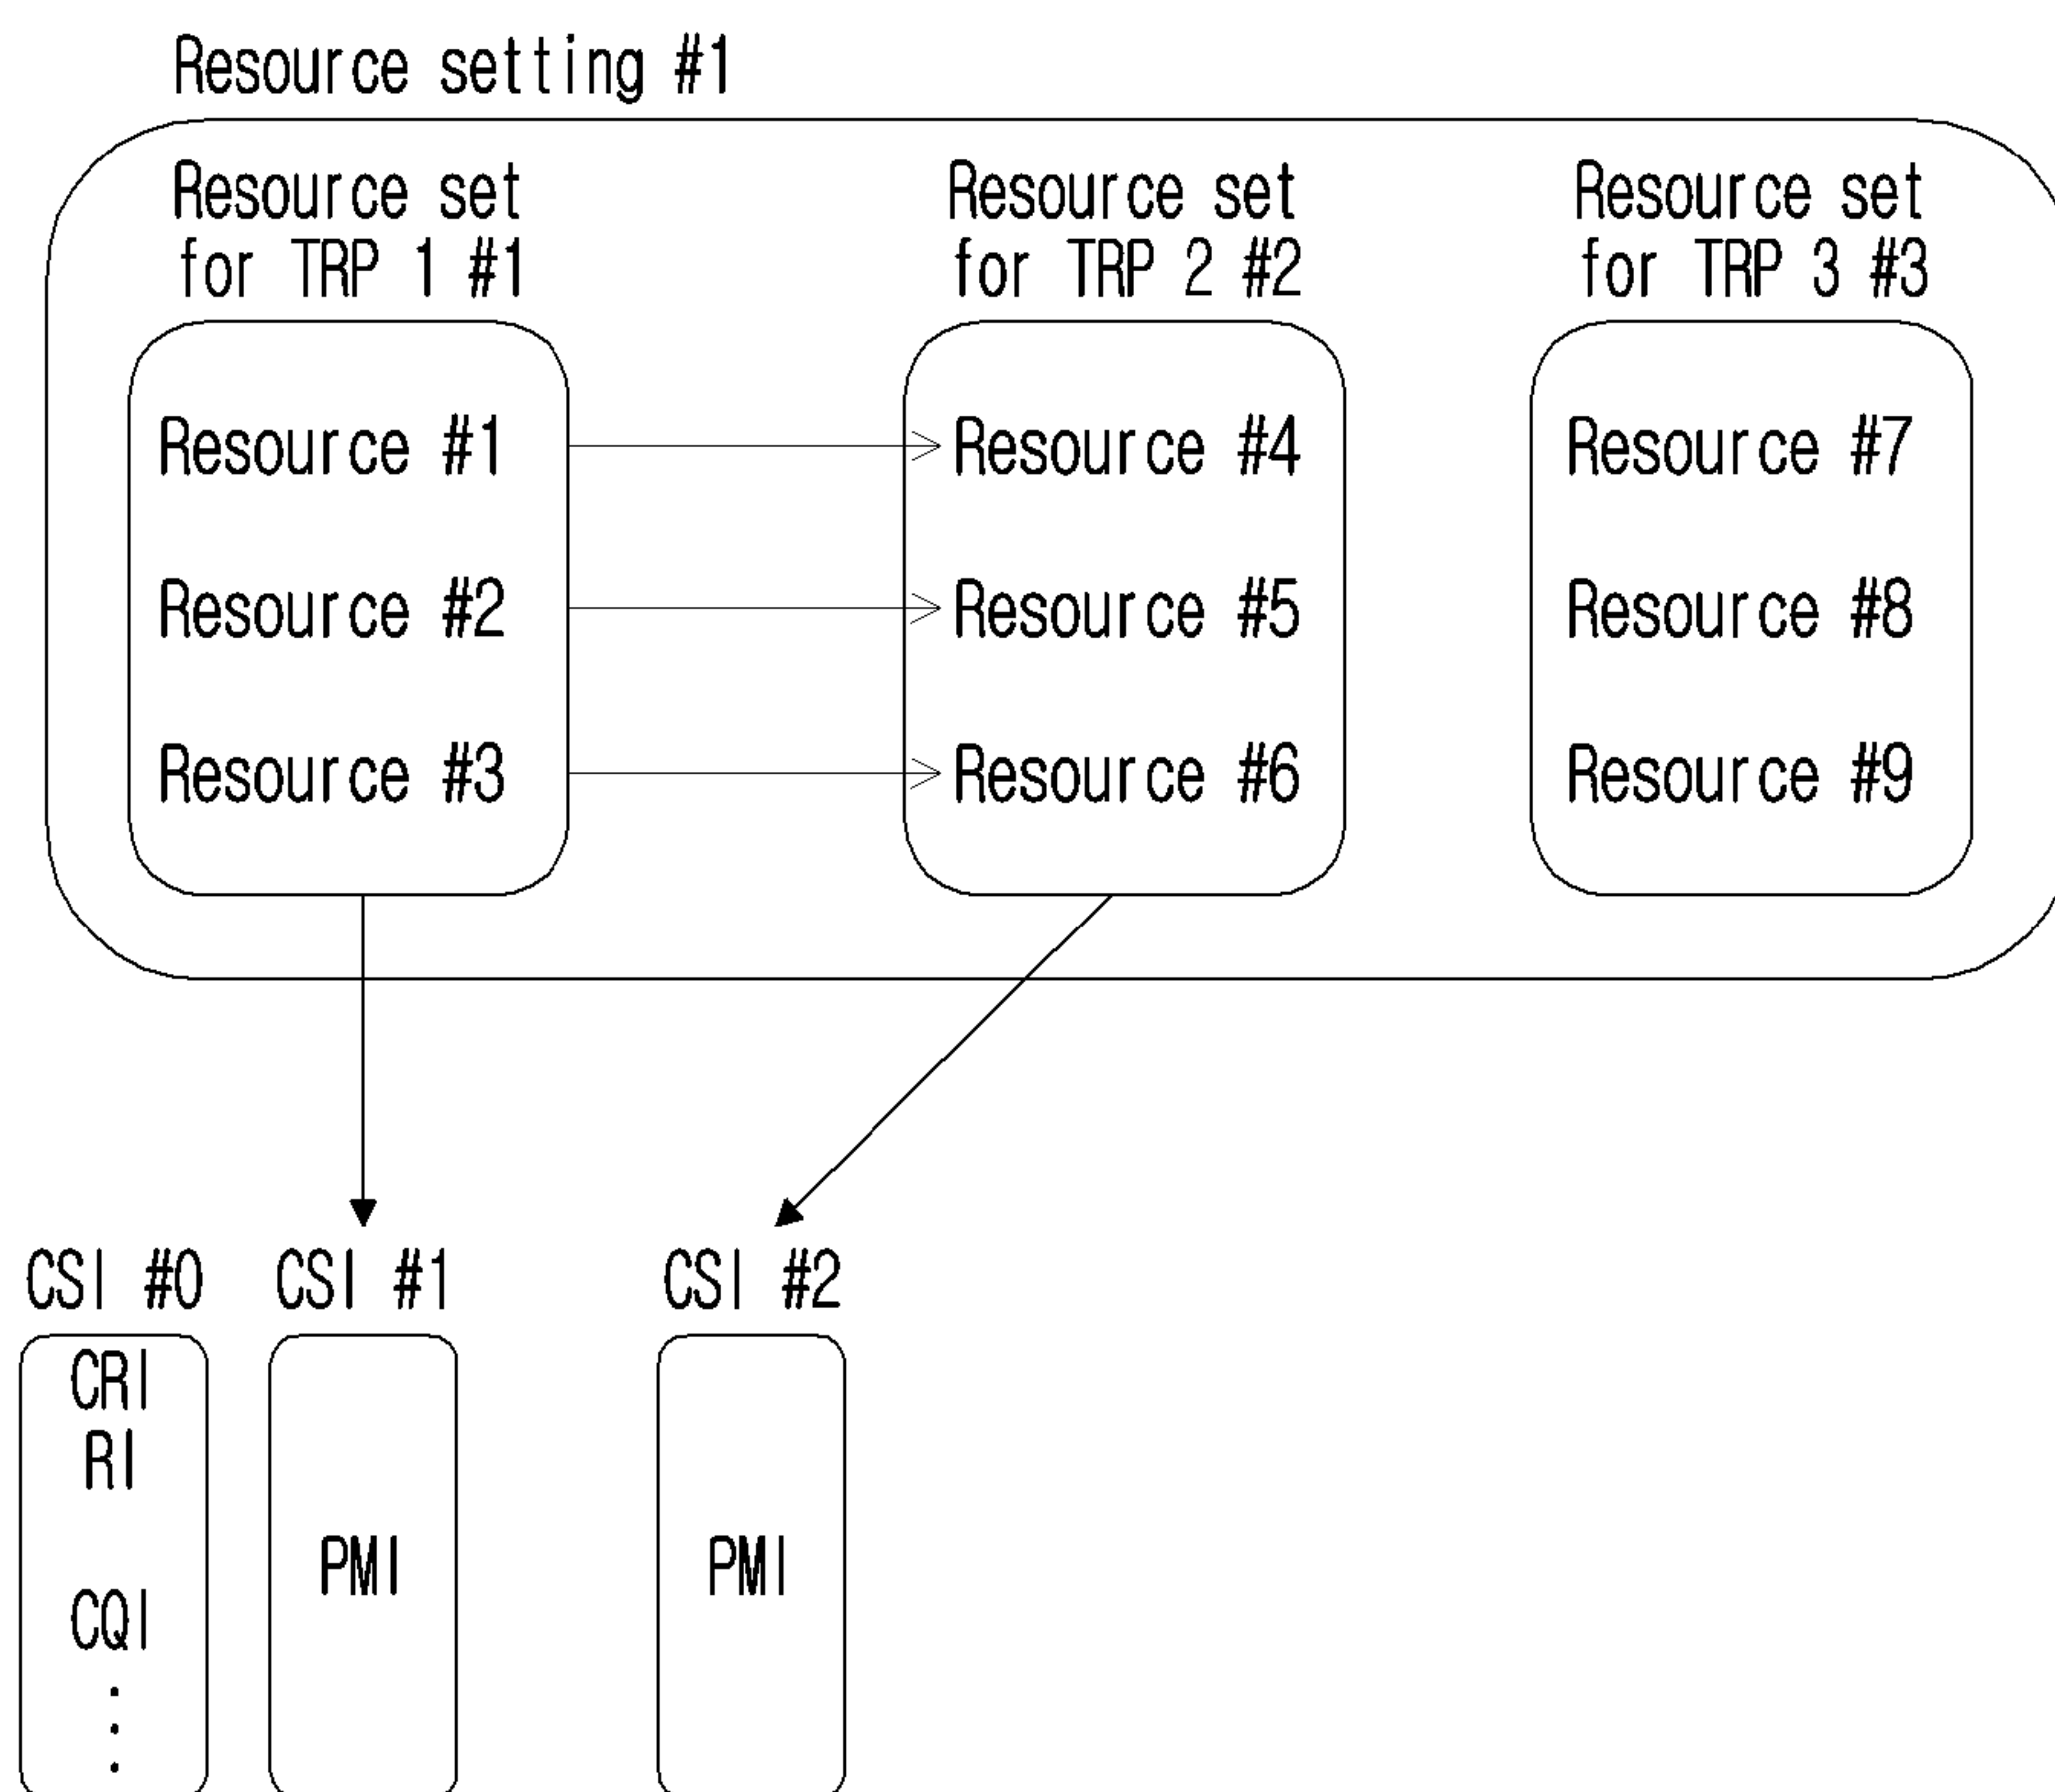 Resource setting #1
Resource set
for TRP 1 #1
Resource set
for TRP 2 #2
Resource set
for TRP 3 #3
Resource #1
Resource #4
Resource #7
Resource #2
Resource #5
Resource #8
Resource #3
Resource #6
Resource #9
CSI #0
CSI #1
CSI #2
CRI
RI
CQI
PMI
PMI